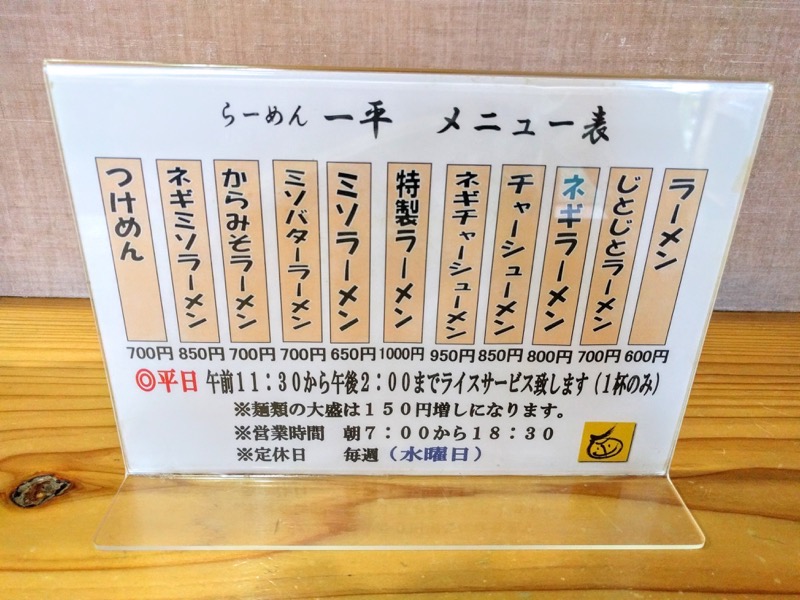 らーめん 一平 メニュー表
ラーメン
じとじとラーメン
ネギラーメン
チャーシューメン
ネギチャーシューメン
特製ラーメン
ミソラーメン
ミソバターラーメン
からみそラーメン
ネギミソラーメン
つけめん
700円 850円 700円 700円 650円 1000円 950円 850円 800円 700円 600円
◎平日 午前11:30から午後2:00までライスサービス致します(1杯のみ)
※麺類の大盛は150円増しになります。
※営業時間 朝7:00から18:30
※定休日 毎週(水曜日)